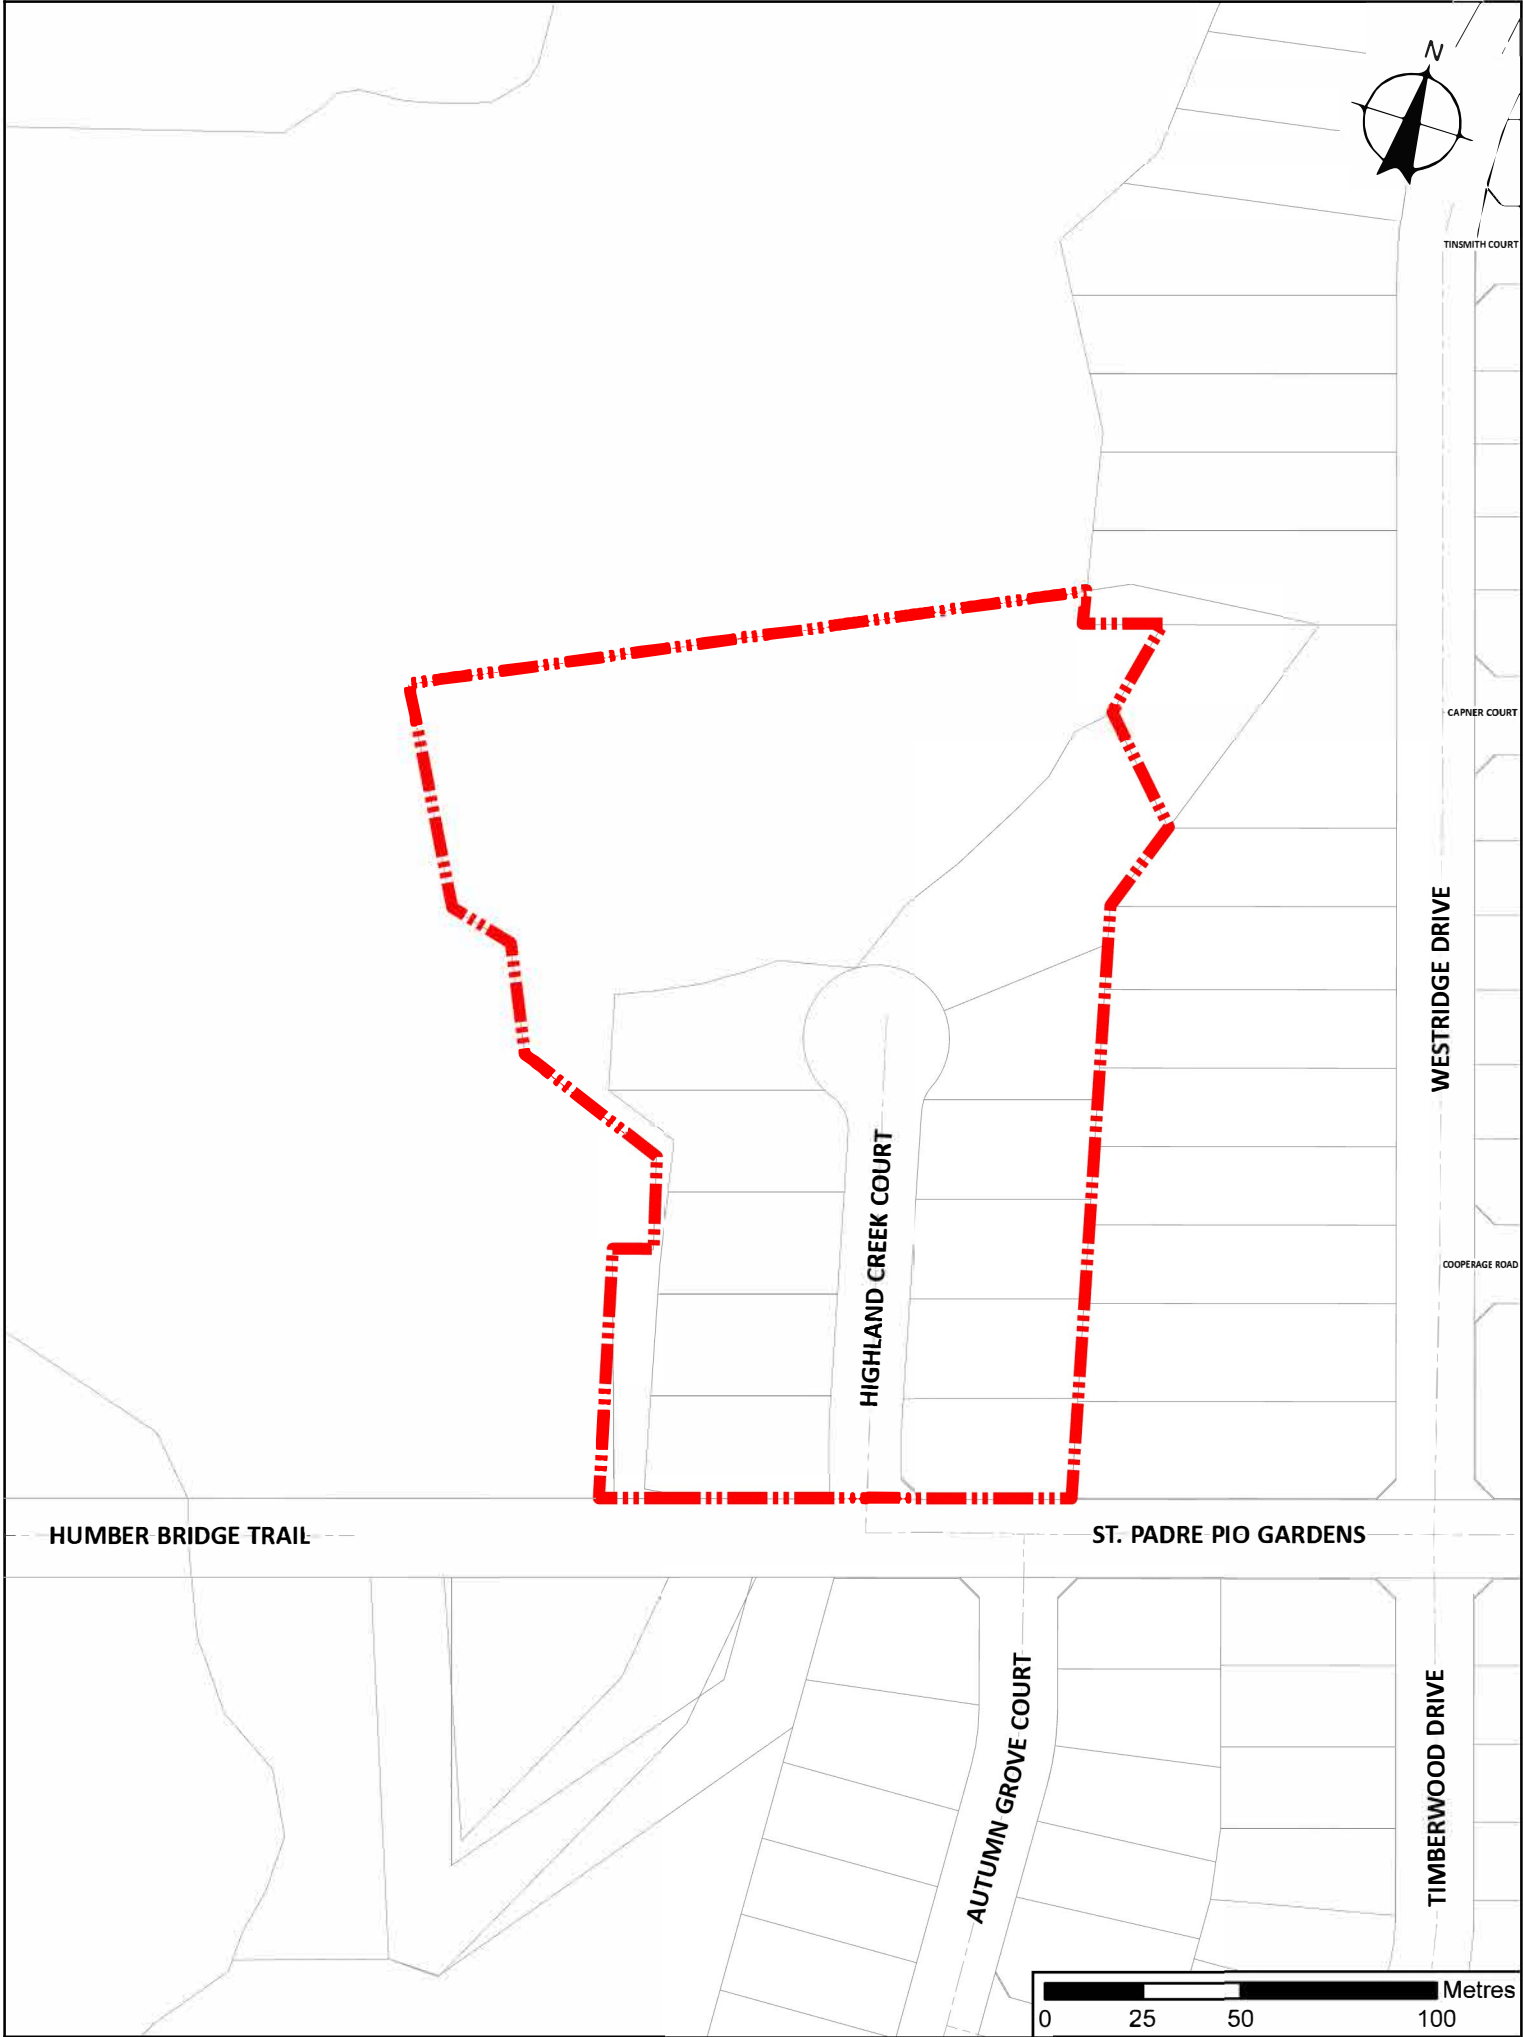 N
TINSMITH COURT
CAPNER COURT
WESTRIDGE DRIVE
HIGHLAND CREEK COURT
COOPERAGE ROAD
HUMBER BRIDGE TRAIL
ST. PADRE PIO GARDENS
AUTUMN GROVE COURT
TIMBERWOOD DRIVE
Metres
0 25 50 100